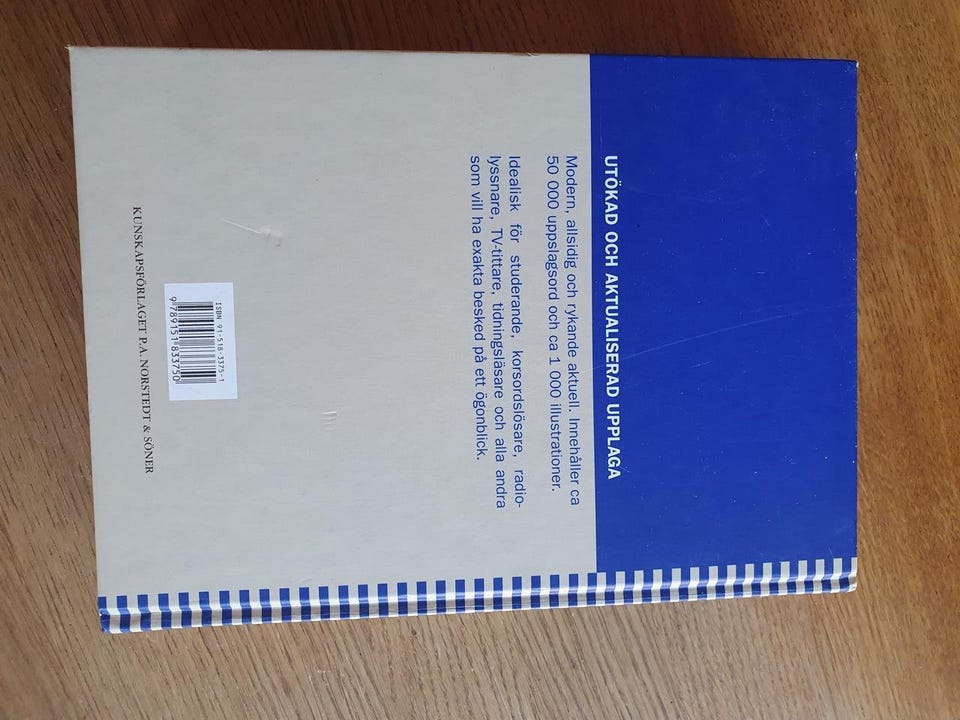 UTÖKAD OCH AKTUALISERAD UPPLAGA
Modern, allsidig och rykande aktuell. Innehåller ca
50 000 uppslagsord och ca 1 000 illustrationer.
Idealisk för studerande, korsordslösare, radio-
lyssnare, TV-tittare, tidningsläsare och alla andra
som vill ha exakta besked på ett ögonblick.
ISBN 91-518-3375-1
9 789151 833750
KUNSKAPSFÖRLAGET P.A. NORSTEDT & SÖNER